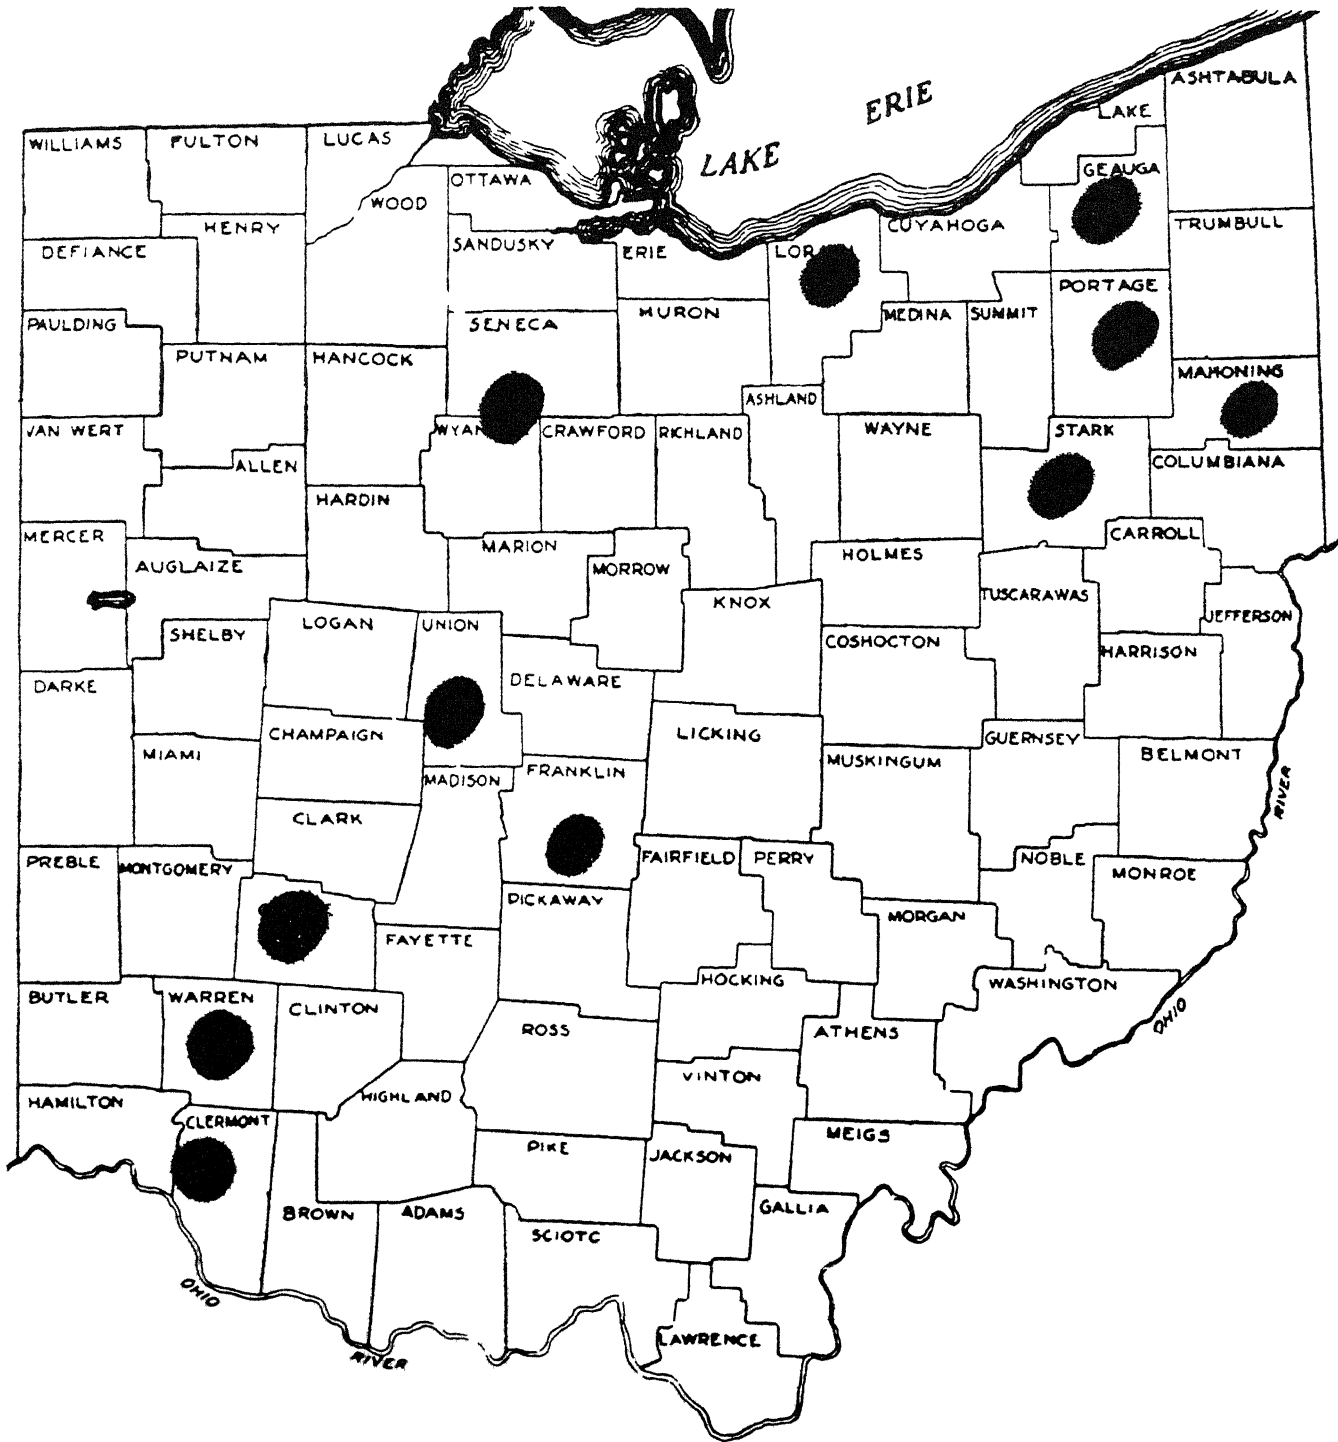 ASHTABULA
LAKE
ERIE
LAKE
WILLIAMS
FULTON
LUCAS
OTTAWA
WOOD
GEAUGA
HENRY
CUYAHOGA
TRUMBULL
DEFIANCE
SANDUSKY
ERIE
PORTAGE
PAULDING
SENECA
HURON
MEDINA
SUMMIT
PUTNAM
HANCOCK
MAHONING
ASHLAND
VAN WERT
CRAWFORD
RICHLAND
WAYNE
STARK
ALLEN
COLUMBIANA
HARDIN
MERCER
MARION
HOLMES
CARROLL
AUGLAIZE
MORROW
KNOX
TUSCARAWAS
JEFFERSON
SHELBY
LOGAN
UNION
COSHOCTON
HARRISON
DARKE
DELAWARE
CHAMPAIGN
LICKING
GUERNSEY
MIAMI
MUSKINGUM
BELMONT
MADISON
FRANKLIN
RIVER
CLARK
PREBLE
MONTGOMERY
FAIRFIELD
PERRY
NOBLE
MONROE
PICKAWAY
MORGAN
FAYETTE
HOCKING
WASHINGTON
BUTLER
WARREN
CLINTON
ROSS
ATHENS
OHIO
VINTON
HAMILTON
HIGHLAND
CLERMONT
MEIGS
PIKE
JACKSON
BROWN
ADAMS
GALLIA
SCIOTC
OHIO
RIVER
LAWRENCE